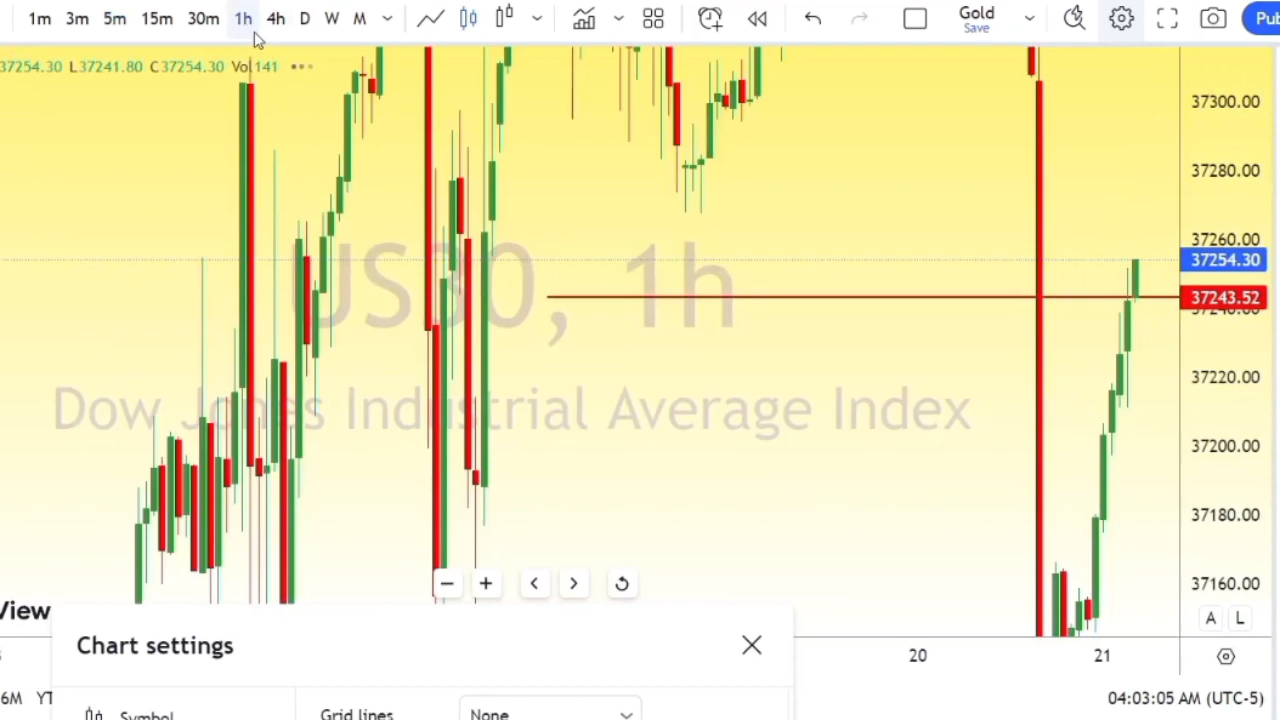 1m 3m 5m 15m 30m 1h 4h D W M Gold Save Pub
37254.30 L37241.80 C37254.30 Vol141
37300.00
37280.00
37260.00
37254.30
37243.52
37240.00
37220.00
37200.00
37180.00
37160.00
US30, 1h
Dow Jones Industrial Average Index
View
A L
Chart settings
20 21
6M YT
04:03:05 AM (UTC-5)
Symbol Grid lines None